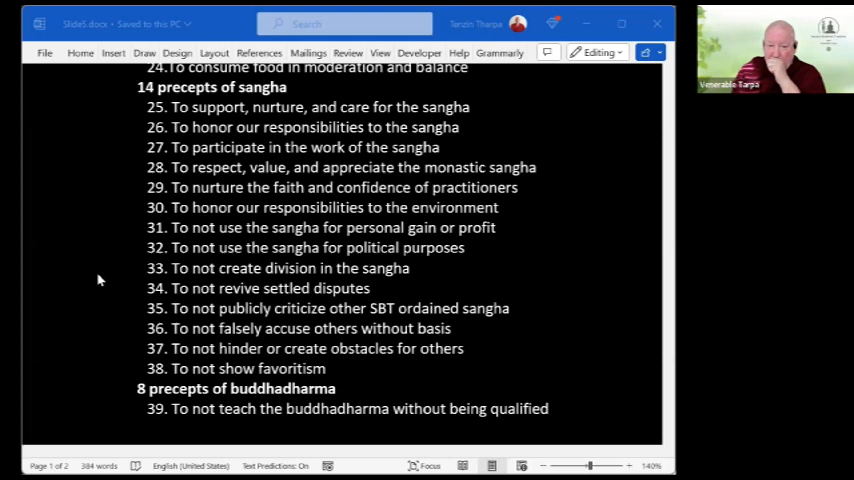 Slide5.docx • Saved to this PC
Search
Tenzin Tharpa
File Home Insert Draw Design Layout References Mailings Review View Developer Help Grammarly Editing
24.To consume food in moderation and balance
14 precepts of sangha
25. To support, nurture, and care for the sangha
26. To honor our responsibilities to the sangha
27. To participate in the work of the sangha
28. To respect, value, and appreciate the monastic sangha
29. To nurture the faith and confidence of practitioners
30. To honor our responsibilities to the environment
31. To not use the sangha for personal gain or profit
32. To not use the sangha for political purposes
33. To not create division in the sangha
34. To not revive settled disputes
35. To not publicly criticize other SBT ordained sangha
36. To not falsely accuse others without basis
37. To not hinder or create obstacles for others
38. To not show favoritism
8 precepts of buddhadharma
39. To not teach the buddhadharma without being qualified
Page 1 of 2 384 words English (United States) Text Predictions: On Focus 140%
Venerable Tarpa